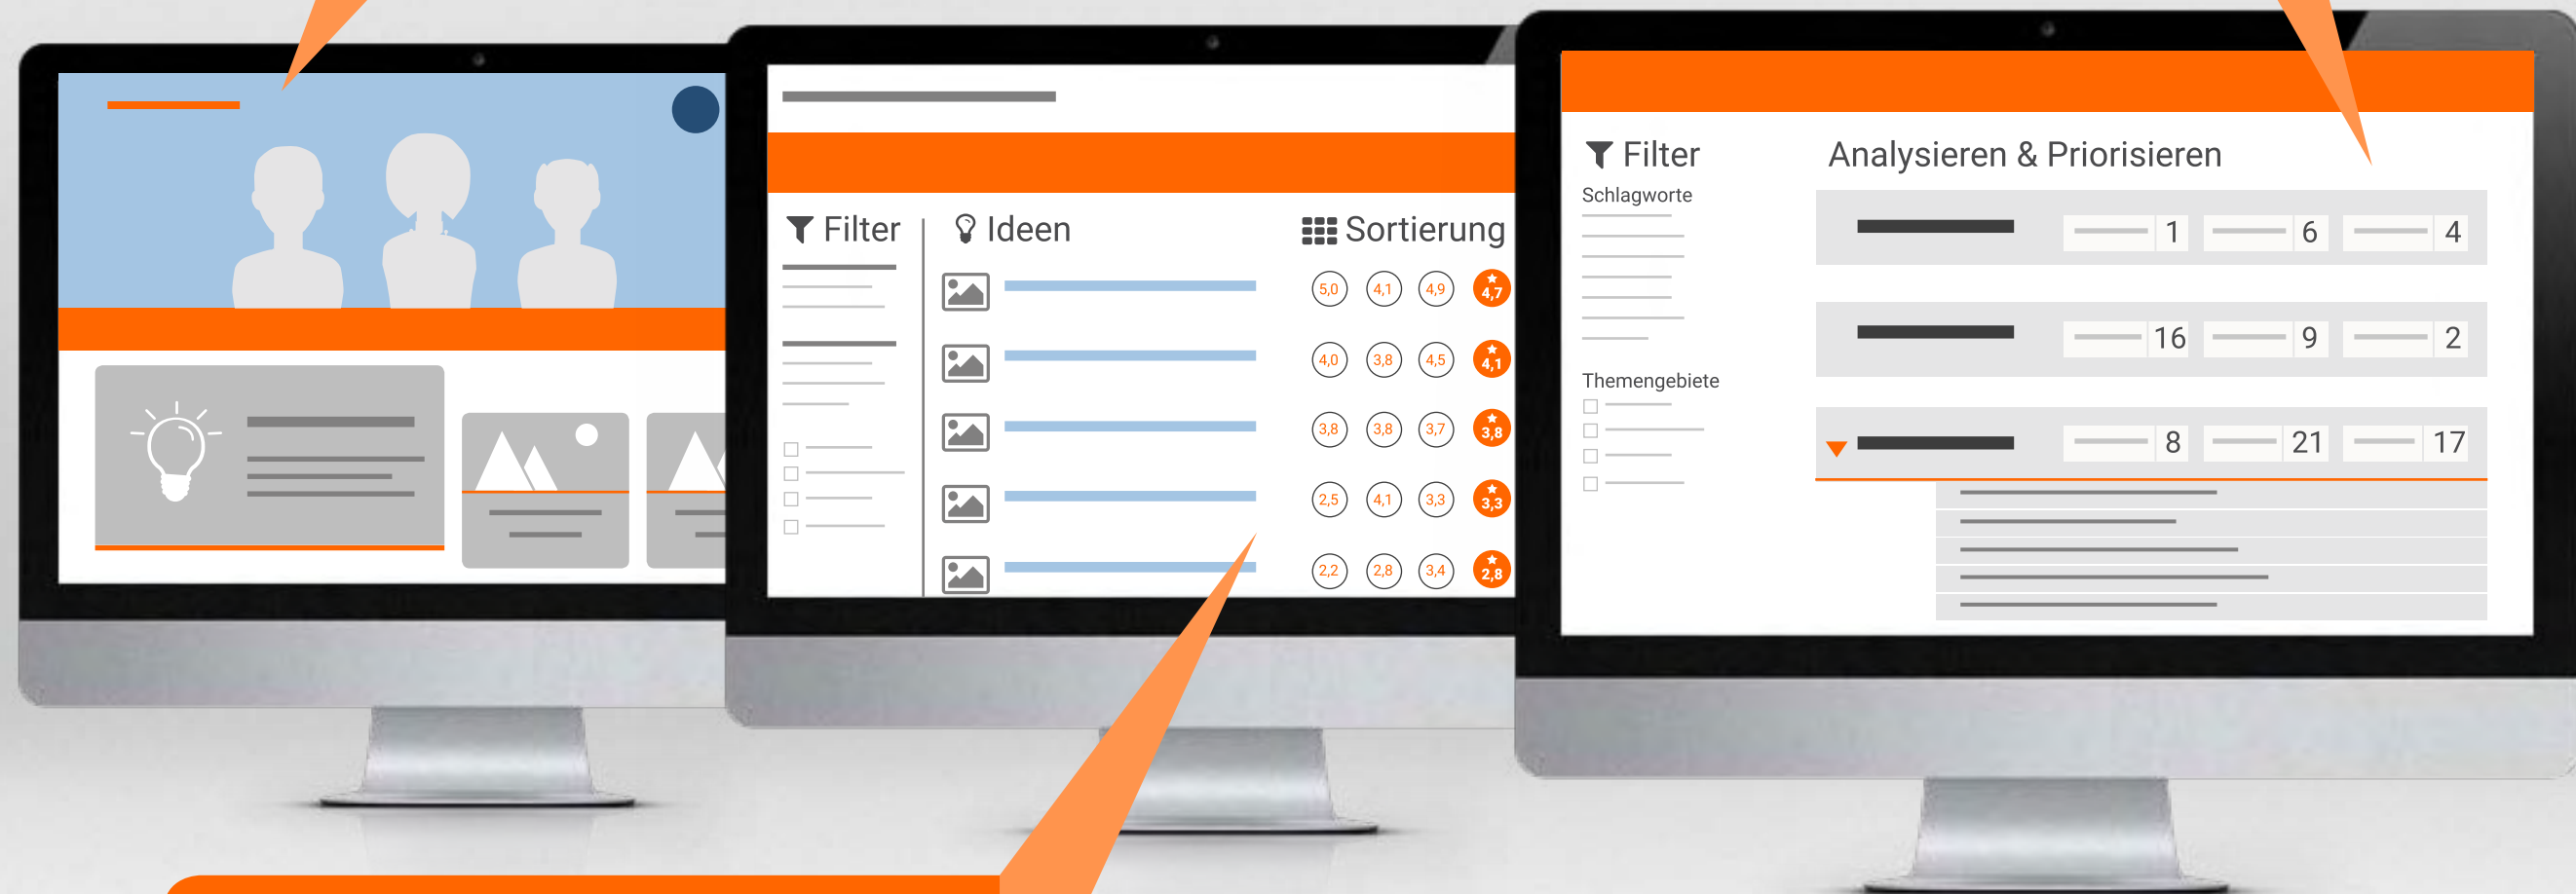 Filter
Ideen
Sortierung
5,0 4,1 4,9 4,7
4,0 3,8 4,5 4,1
3,8 3,8 3,7 3,8
2,5 4,1 3,3 3,3
2,2 2,8 3,4 2,8
Filter
Schlagworte
Themengebiete
Analysieren & Priorisieren
1 6 4
16 9 2
8 21 17